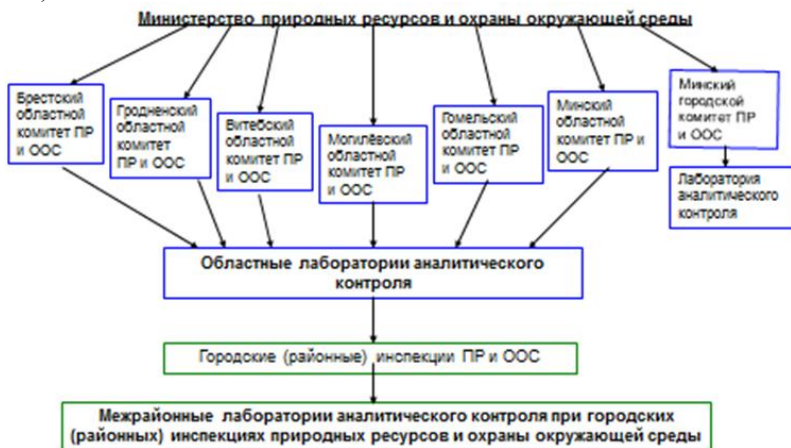 Министерство природных ресурсов и охраны окружающей среды
Брестский
областной
комитет ПР
и ООС
Гродненский
областной
комитет
ПР и ООС
Витебский
областной
комитет ПР
и ООС
Могилёвский
областной
комитет ПР
и ООС
Гомельский
областной
комитет ПР
и ООС
Минский
областной
комитет ПР и
ООС
Минский
городской
комитет ПР
и ООС
Лаборатория
аналитического
контроля
Областные лаборатории аналитического
контроля
Городские (районные) инспекции ПР и ООС
Межрайонные лаборатории аналитического контроля при городских
(районных) инспекциях природных ресурсов и охраны окружающей среды